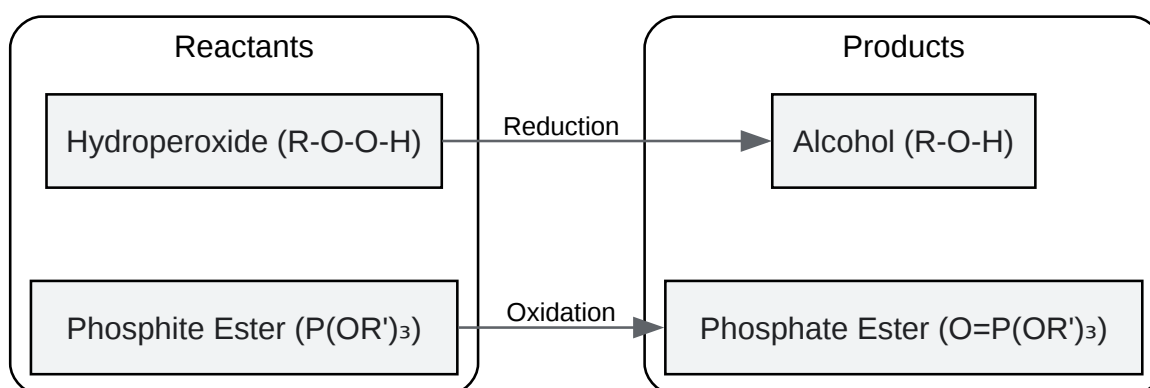 Reactants
Products
Hydroperoxide (R-O-O-H)
Reduction
Alcohol (R-O-H)
Phosphite Ester (P(OR')₃)
Oxidation
Phosphate Ester (O=P(OR')₃)